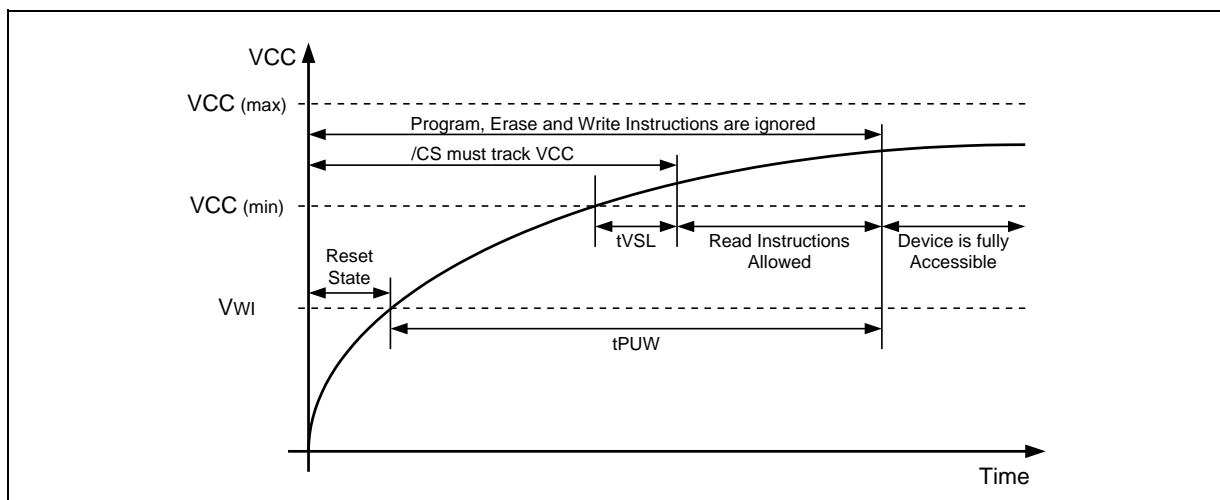 VCC
VCC (max)
Program, Erase and Write Instructions are ignored
/CS must track VCC
VCC (min)
tVSL
Read Instructions
Allowed
Device is fully
Accessible
Reset
State
VWI
tPUW
Time